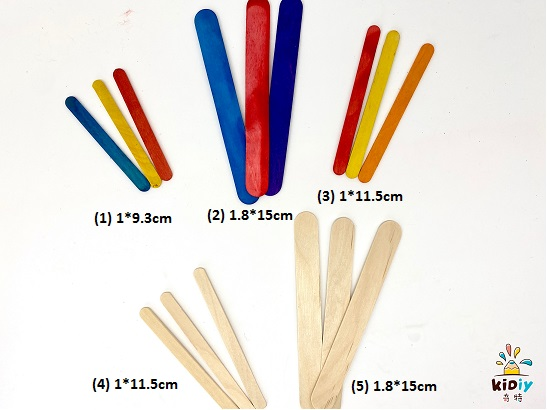 (1) 1*9.3cm
(2) 1.8*15cm
(3) 1*11.5cm
(4) 1*11.5cm
(5) 1.8*15cm
kiDiy
奇特